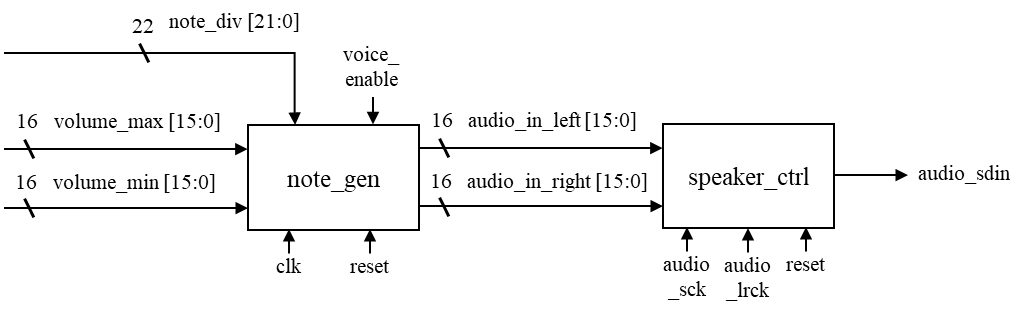 22 note_div [21:0]
voice_
enable
16 volume_max [15:0]
16 audio_in_left [15:0]
note_gen
speaker_ctrl
audio_sdin
16 volume_min [15:0]
16 audio_in_right [15:0]
clk
reset
audio
_sck
audio
_lrck
reset